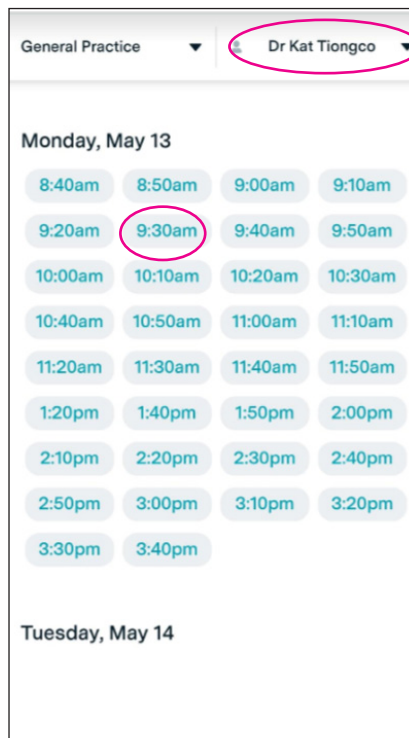 General Practice Dr Kat Tiongco
Monday, May 13
8:40am 8:50am 9:00am 9:10am
9:20am 9:30am 9:40am 9:50am
10:00am 10:10am 10:20am 10:30am
10:40am 10:50am 11:00am 11:10am
11:20am 11:30am 11:40am 11:50am
1:20pm 1:40pm 1:50pm 2:00pm
2:10pm 2:20pm 2:30pm 2:40pm
2:50pm 3:00pm 3:10pm 3:20pm
3:30pm 3:40pm
Tuesday, May 14